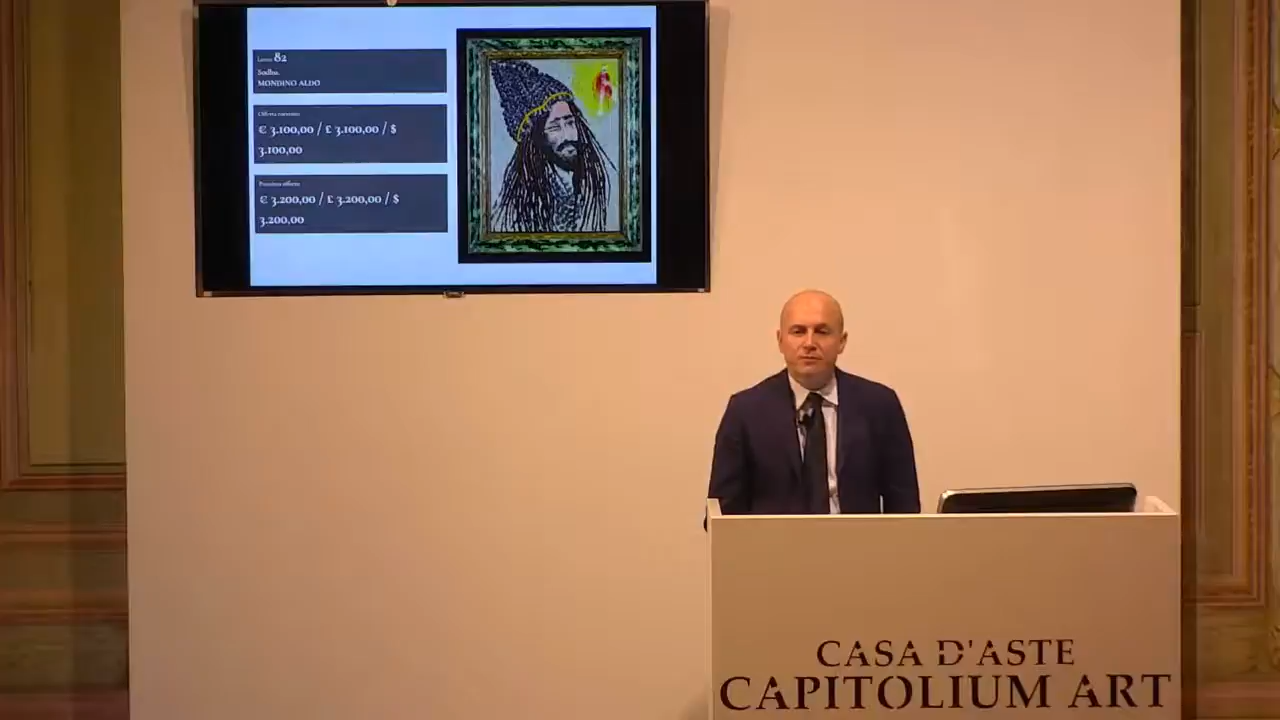 Lotto 82
Sodhu.
MONDINO ALDO
Offerta corrente
€ 3.100,00 / £ 3.100,00 / $
3.100,00
Prossima offerta
€ 3.200,00 / £ 3.200,00 / $
3.200,00
CASA D'ASTE
CAPITOLIUM ART